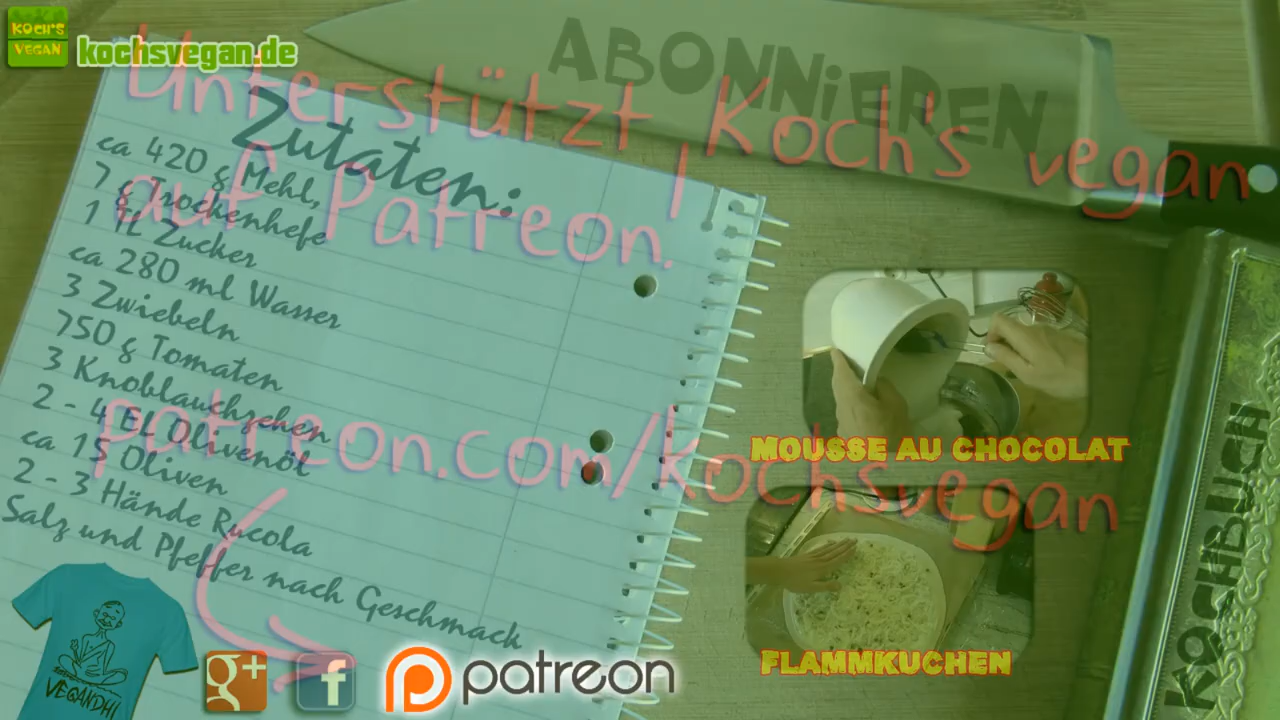 KOCH'S
VEGAN
kochsvegan.de
ABONNiEREN
Unterstützt Koch's vegan
auf Patreon!
patreon.com/kochsvegan
Zutaten:
ca 420 g Mehl,
7 g Trockenhefe
1 TL Zucker
ca 280 ml Wasser
3 Zwiebeln
750 g Tomaten
3 Knoblauchzehen
2 - 4 EL Olivenöl
ca 15 Oliven
2 - 3 Hände Rucola
Salz und Pfeffer nach Geschmack
MOUSSE AU CHOCOLAT
FLAMMKUCHEN
KOCHBUCH
VEGANDHI
g+
f
patreon